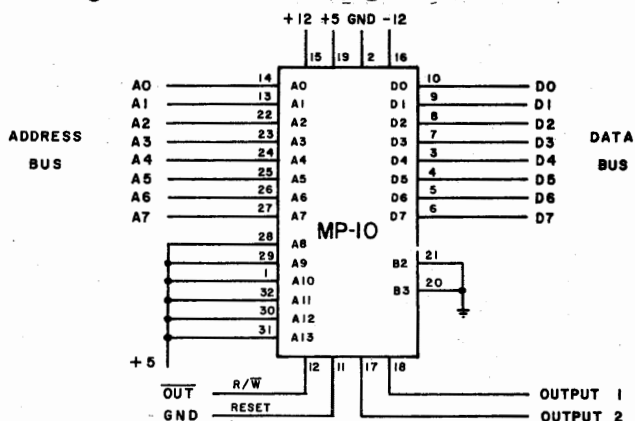 +12 +5 GND -12
15 19 2 16
A0 14 A0 D0 10 D0
A1 13 A1 D1 9 D1
A2 22 A2 D2 8 D2
A3 23 A3 D3 7 D3
A4 24 A4 D4 3 D4
A5 25 A5 D5 4 D5
A6 26 A6 D6 5 D6
A7 27 A7 D7 6 D7
ADDRESS BUS
DATA BUS
MP-10
28 A8
29 A9 B2 21
1 A10 B3 20
32 A11
30 A12
31 A13
+5
12 11 17 18
OUT R/W OUTPUT 1
GND RESET OUTPUT 2